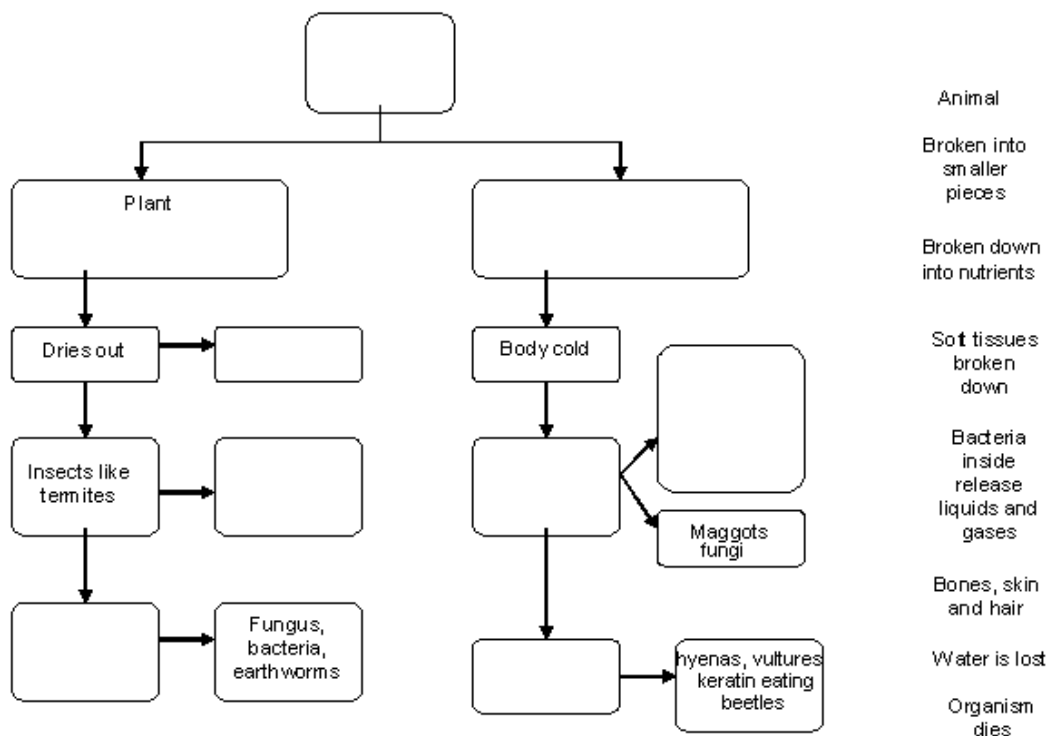 Plant
Dries out
Insects like
termites
Fungus,
bacteria,
earthworms
Body cold
Maggots
fungi
hyenas, vultures
keratin eating
beetles
Animal
Broken into
smaller
pieces
Broken down
into nutrients
Soft tissues
broken
down
Bacteria
inside
release
liquids and
gases
Bones, skin
and hair
Water is lost
Organism
dies